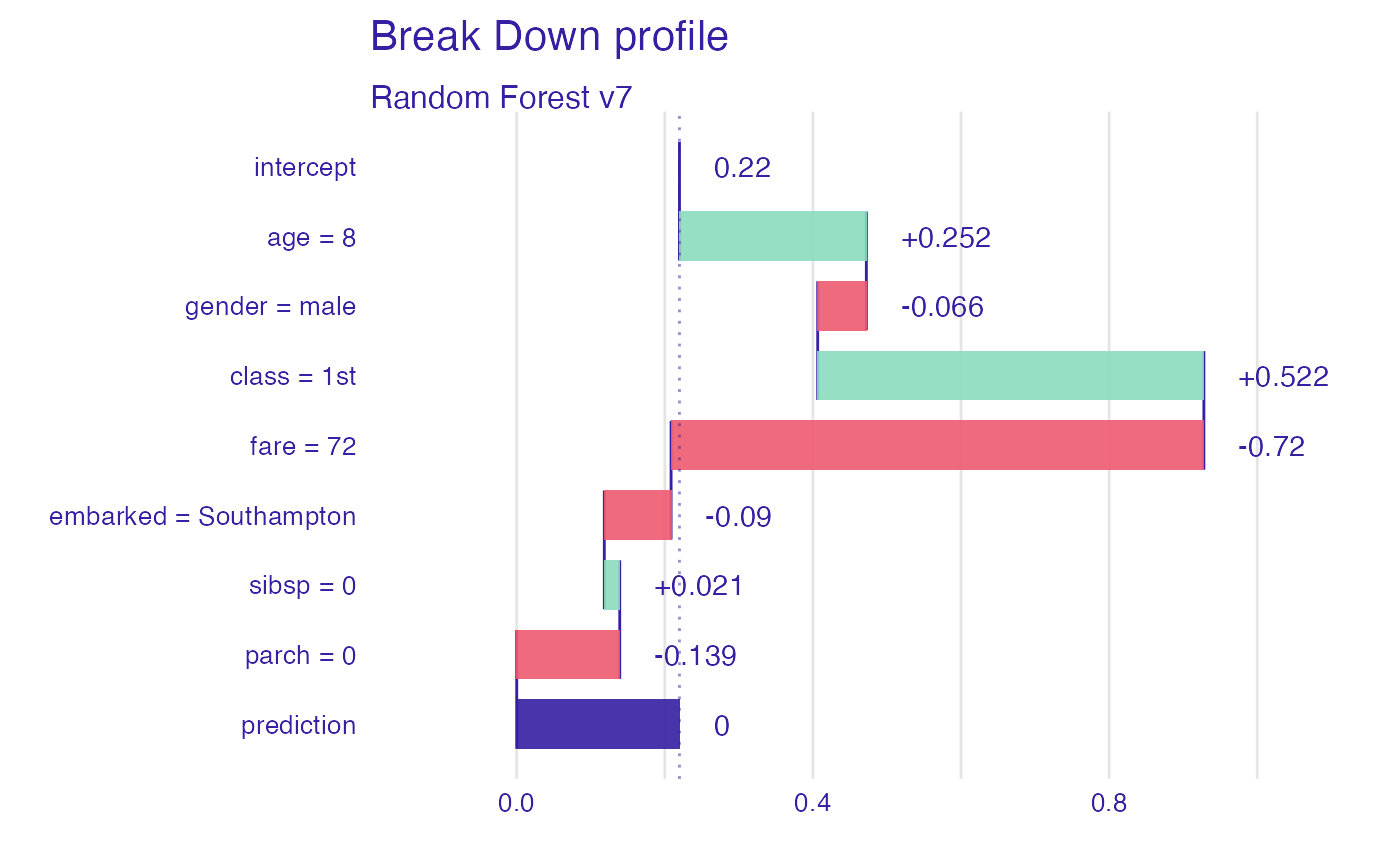 Break Down profile
Random Forest v7
intercept 0.22
age = 8 +0.252
gender = male -0.066
class = 1st +0.522
fare = 72 -0.72
embarked = Southampton -0.09
sibsp = 0 +0.021
parch = 0 -0.139
prediction 0
0.0 0.4 0.8